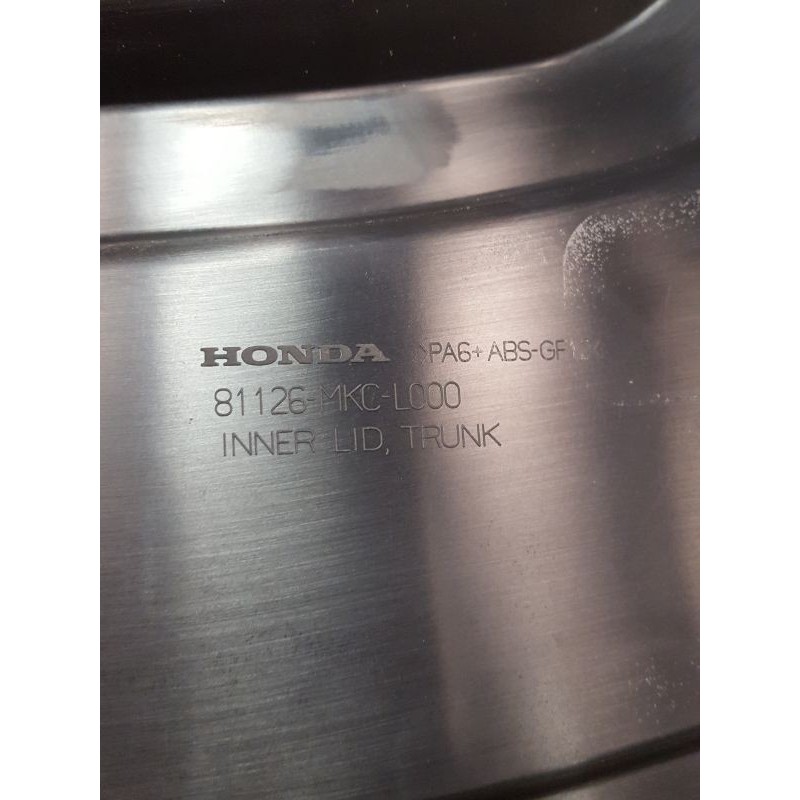 HONDA >PA6+ABS-GF
81126-MKC-L000
INNER LID, TRUNK